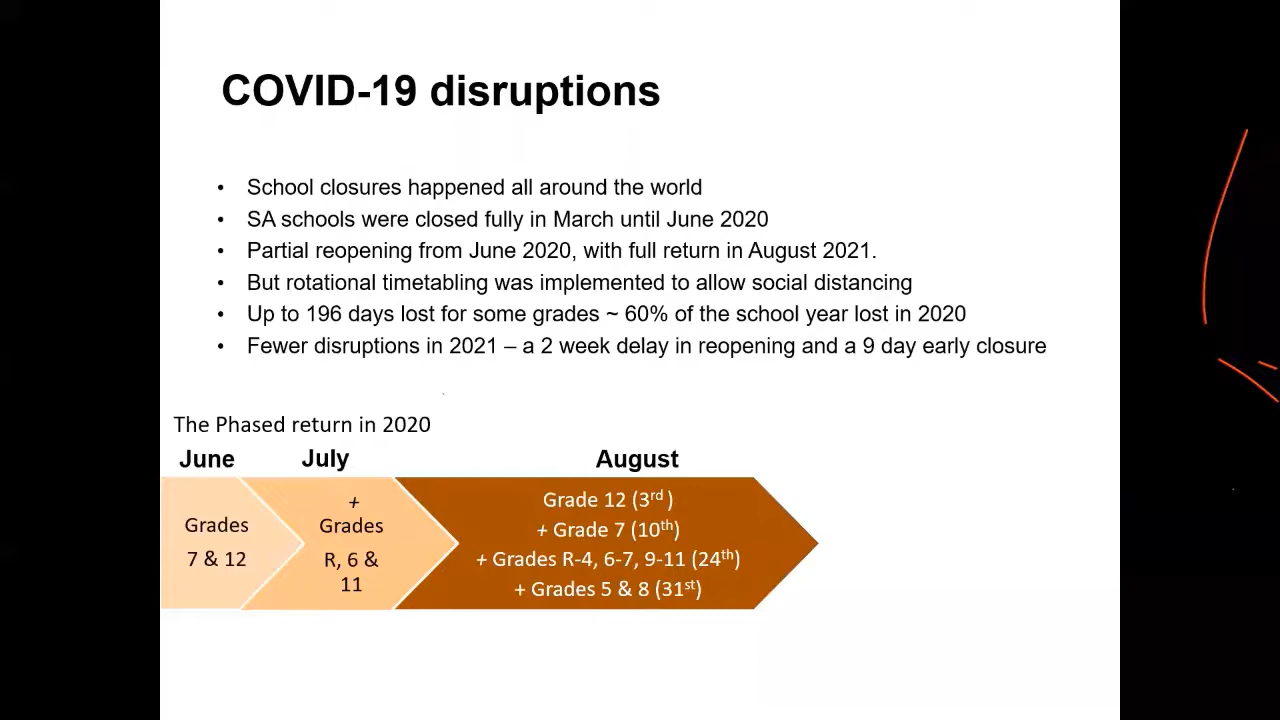 COVID-19 disruptions
• School closures happened all around the world
• SA schools were closed fully in March until June 2020
• Partial reopening from June 2020, with full return in August 2021.
• But rotational timetabling was implemented to allow social distancing
• Up to 196 days lost for some grades ~ 60% of the school year lost in 2020
• Fewer disruptions in 2021 – a 2 week delay in reopening and a 9 day early closure
The Phased return in 2020
June
Grades
7 & 12
July
+
Grades
R, 6 &
11
August
Grade 12 (3rd )
+ Grade 7 (10th)
+ Grades R-4, 6-7, 9-11 (24th)
+ Grades 5 & 8 (31st)